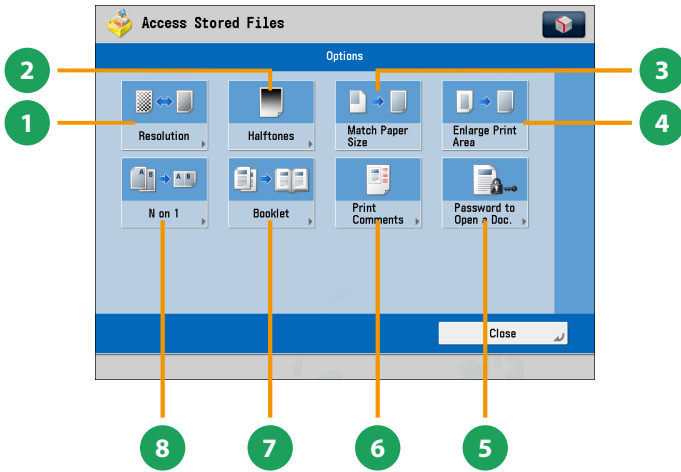 Access Stored Files
Options
2
3
1
4
Resolution
Halftones
Match Paper
Size
Enlarge Print
Area
A B
A B
N on 1
Booklet
Print
Comments
Password to
Open a Doc.
Close
8
7
6
5